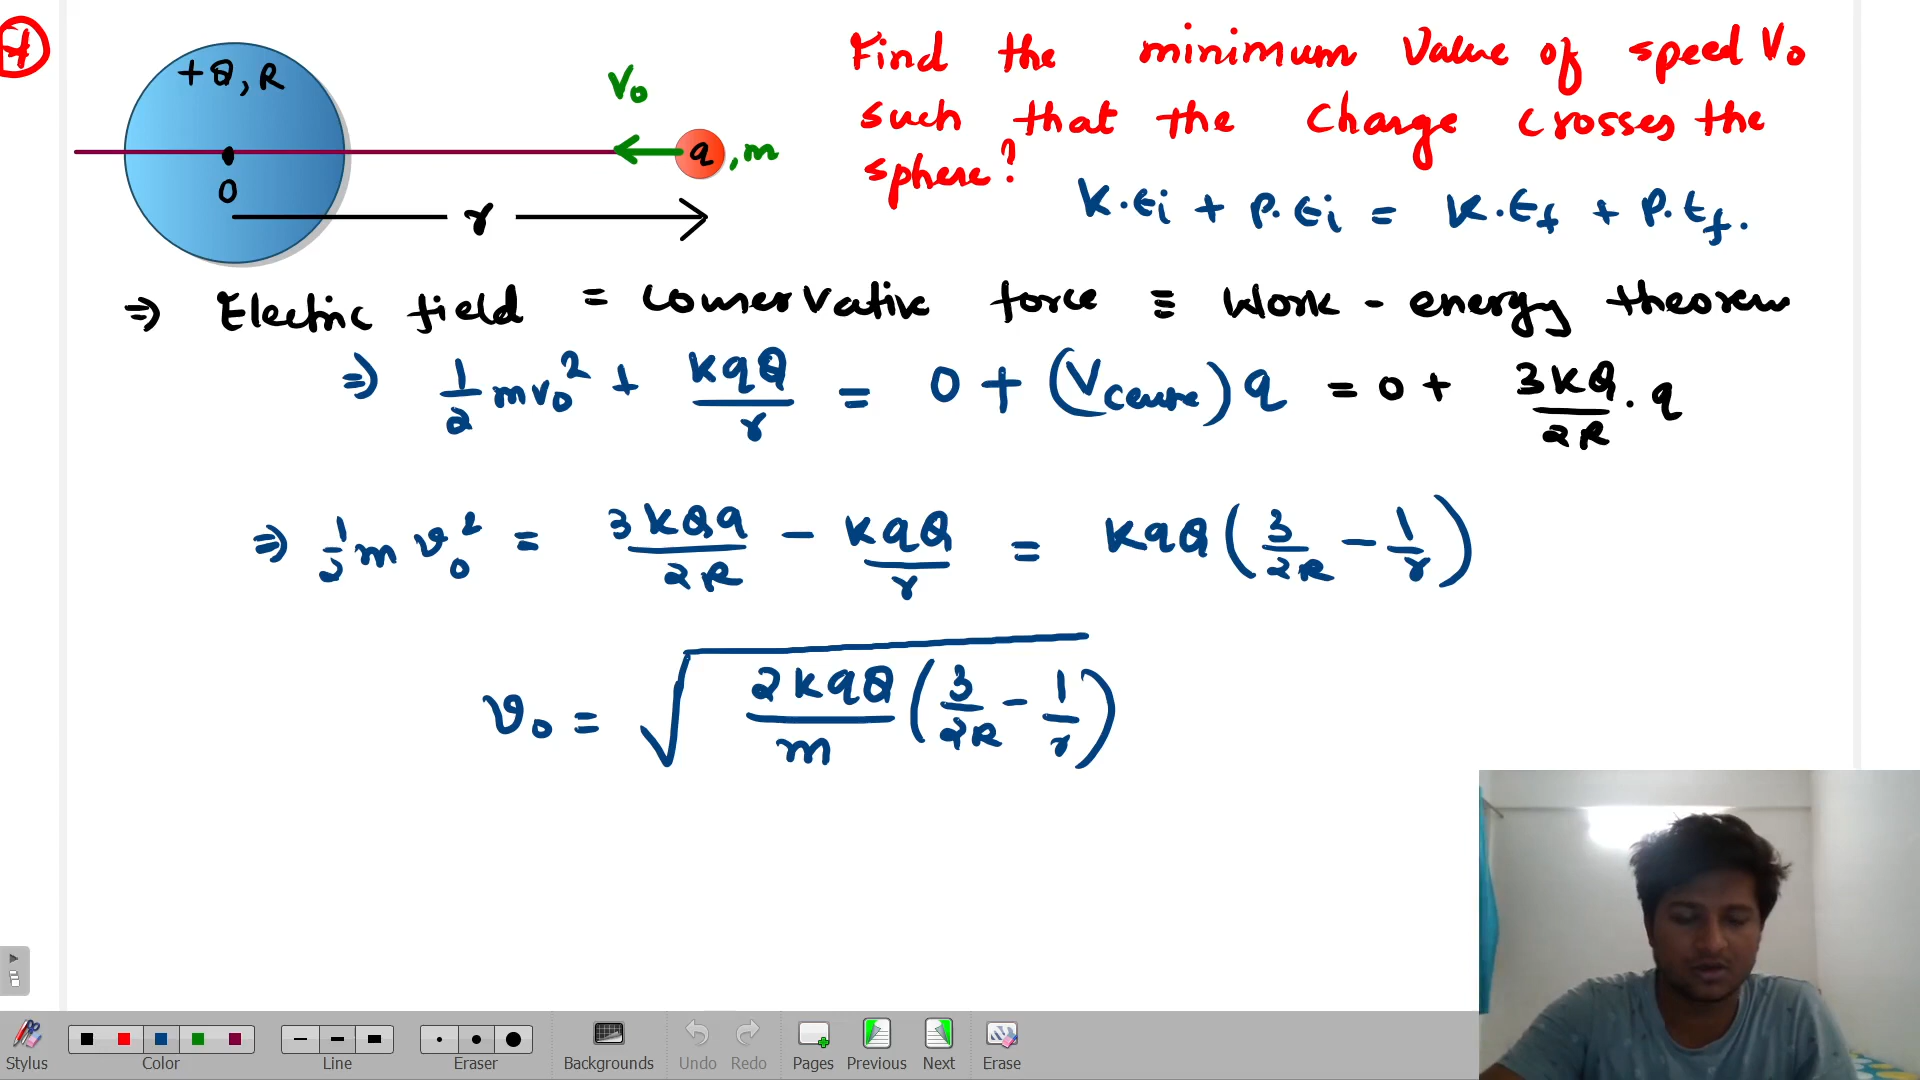 4
+Q, R
O
V₀
q, m
r
Find the minimum value of speed V₀
such that the charge crosses the
sphere?
K.Ei + P.Ei = K.Ef + P.Ef.
⇒ Electric field = conservative force ≡ Work-energy theorem
⇒ 1/2 mv₀² + kqQ/r = 0 + (Vcentre) q = 0 + 3KQ/2R . q
⇒ 1/2 m v₀² = 3KQq/2R − KqQ/r = KqQ (3/2R − 1/r)
v₀ = √(2KqQ/m (3/2R − 1/r))
Stylus
Color
Line
Eraser
Backgrounds
Undo
Redo
Pages
Previous
Next
Erase